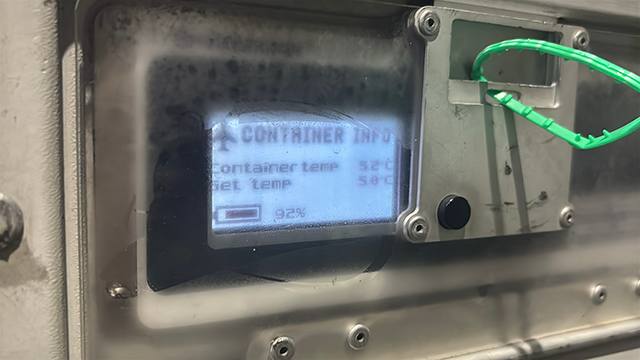 CONTAINER INFO
Container temp 5.2°C
Set temp 5.0°C
92%